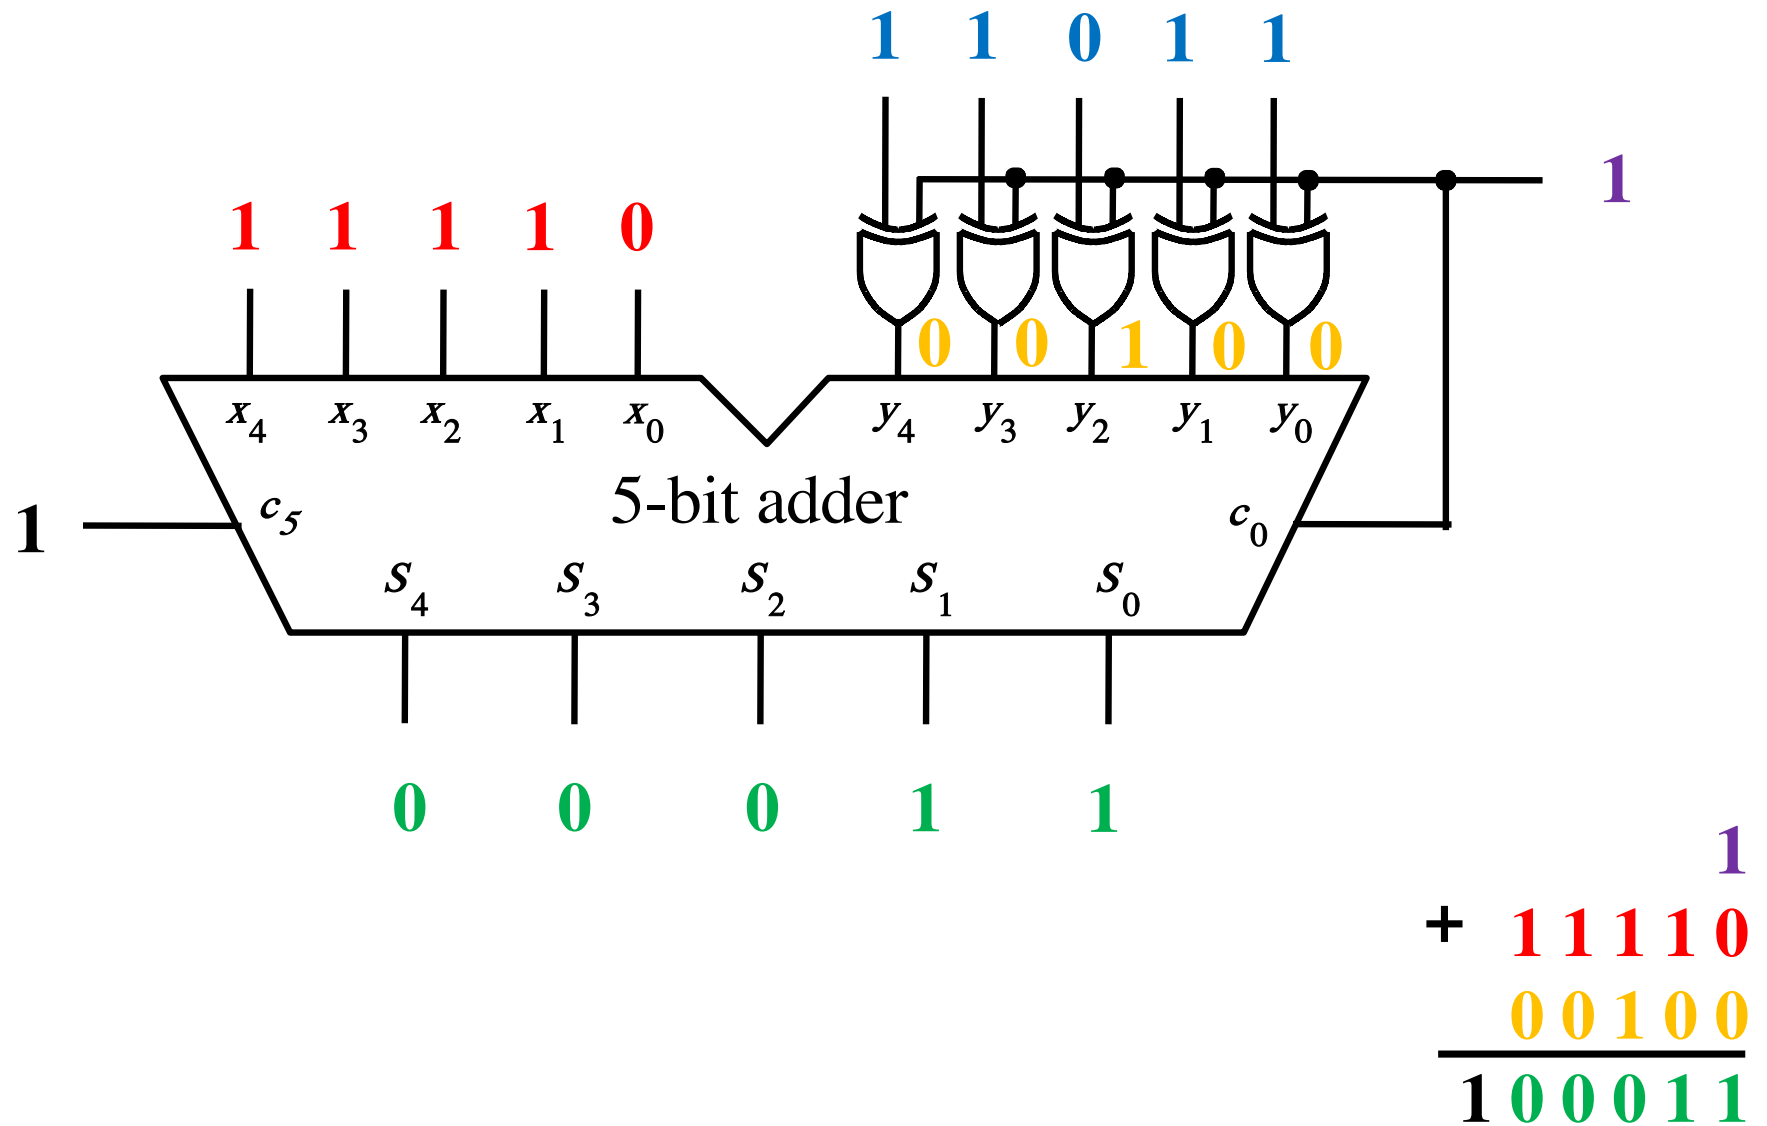 1 1 0 1 1
1
1 1 1 1 0
0 0 1 0 0
x4 x3 x2 x1 x0 y4 y3 y2 y1 y0
5-bit adder
1 c5 c0
S4 S3 S2 S1 S0
0 0 0 1 1
1
+ 1 1 1 1 0
0 0 1 0 0
1 0 0 0 1 1